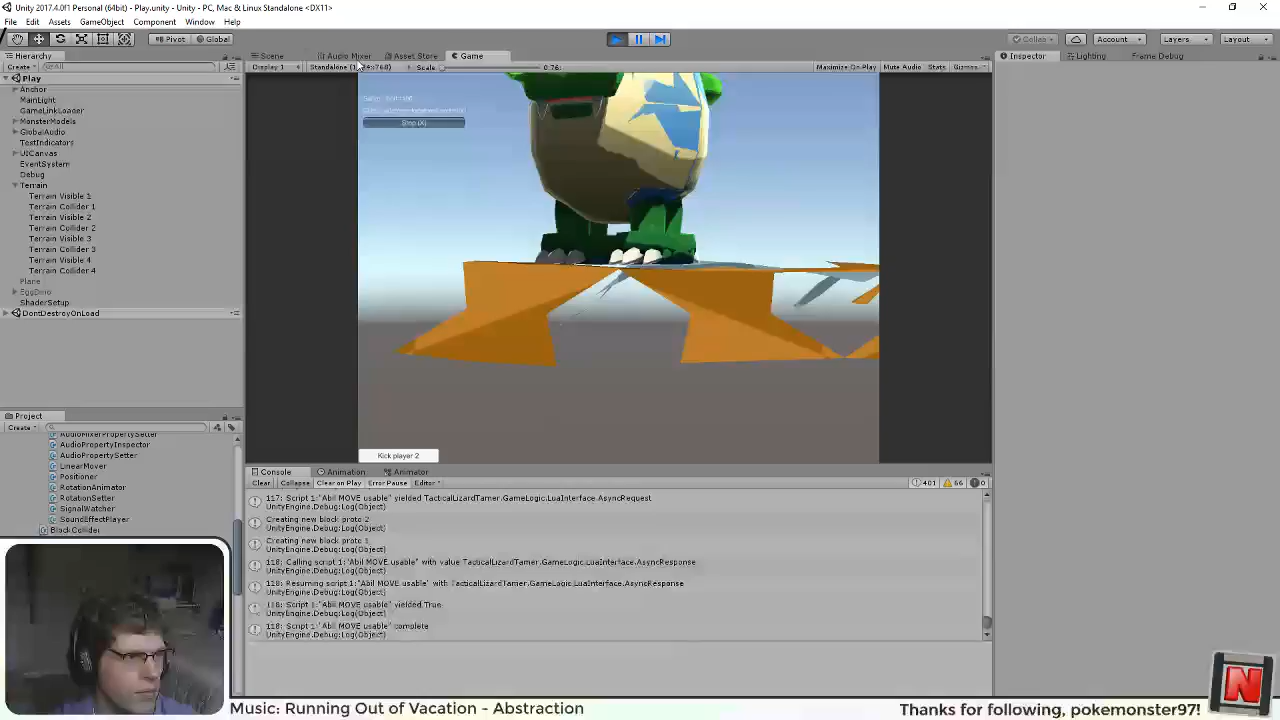 Unity 2017.4.0f1 Personal (64bit) - Play.unity - Unity - PC, Mac & Linux Standalone <DX11>
File Edit Assets GameObject Component Window Help
Pivot Global Collab Account Layers Layout
Hierarchy Scene Audio Mixer Asset Store Game Inspector Lighting Frame Debug
Create All Display 1 Scale 0.76 Maximize On Play Mute Audio Stats Gizmos
Play
Anchor
MainLight
GameLinkLoader
MonsterModels
GlobalAudio
TestIndicators
UICanvas
EventSystem
Debug
Terrain
Terrain Visible 1
Terrain Collider 1
Terrain Visible 2
Terrain Collider 2
Terrain Visible 3
Terrain Collider 3
Terrain Visible 4
Terrain Collider 4
Plane
EggDino
ShaderSetup
DontDestroyOnLoad
Stop (X)
Kick player 2
Project
Create
AudioMixerPropertySetter
AudioPropertyInspector
AudioPropertySetter
LinearMover
Positioner
RotationAnimator
RotationSetter
SignalWatcher
SoundEffectPlayer
BlockCollider
Console Animation Animator
Clear Collapse Clear on Play Error Pause Editor 401 66 0
117: Script 1:"Abil MOVE usable" yielded TacticalLizardTamer.GameLogic.LuaInterface.AsyncRequest
UnityEngine.Debug:Log(Object)
Creating new block proto 2
UnityEngine.Debug:Log(Object)
Creating new block proto 1
UnityEngine.Debug:Log(Object)
118: Calling script 1:"Abil MOVE usable" with value TacticalLizardTamer.GameLogic.LuaInterface.AsyncResponse
UnityEngine.Debug:Log(Object)
118: Resuming script 1:"Abil MOVE usable" with TacticalLizardTamer.GameLogic.LuaInterface.AsyncResponse
UnityEngine.Debug:Log(Object)
118: Script 1:"Abil MOVE usable" yielded True
UnityEngine.Debug:Log(Object)
118: Script 1:"Abil MOVE usable" complete
UnityEngine.Debug:Log(Object)
Music: Running Out of Vacation - Abstraction
Thanks for following, pokemonster97!
N